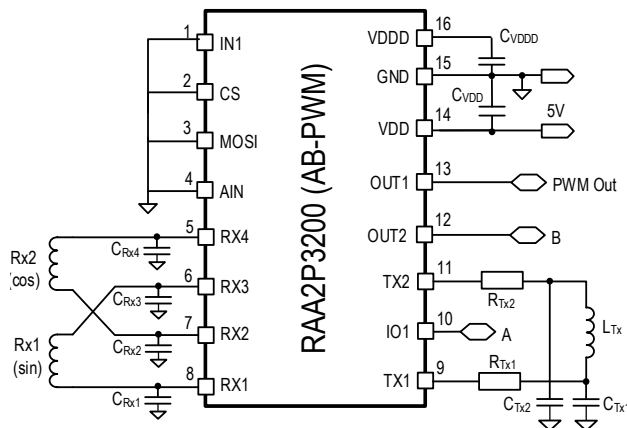 1 IN1
2 CS
3 MOSI
4 AIN
5 RX4
6 RX3
7 RX2
8 RX1
RAA2P3200 (AB-PWM)
VDDD 16
GND 15
VDD 14
OUT1 13
OUT2 12
TX2 11
IO1 10
TX1 9
CVDDD
CVDD
5V
PWM Out
B
A
RTx2
RTx1
LTx
CTx2
CTx1
Rx2
(cos)
Rx1
(sin)
CRx4
CRx3
CRx2
CRx1